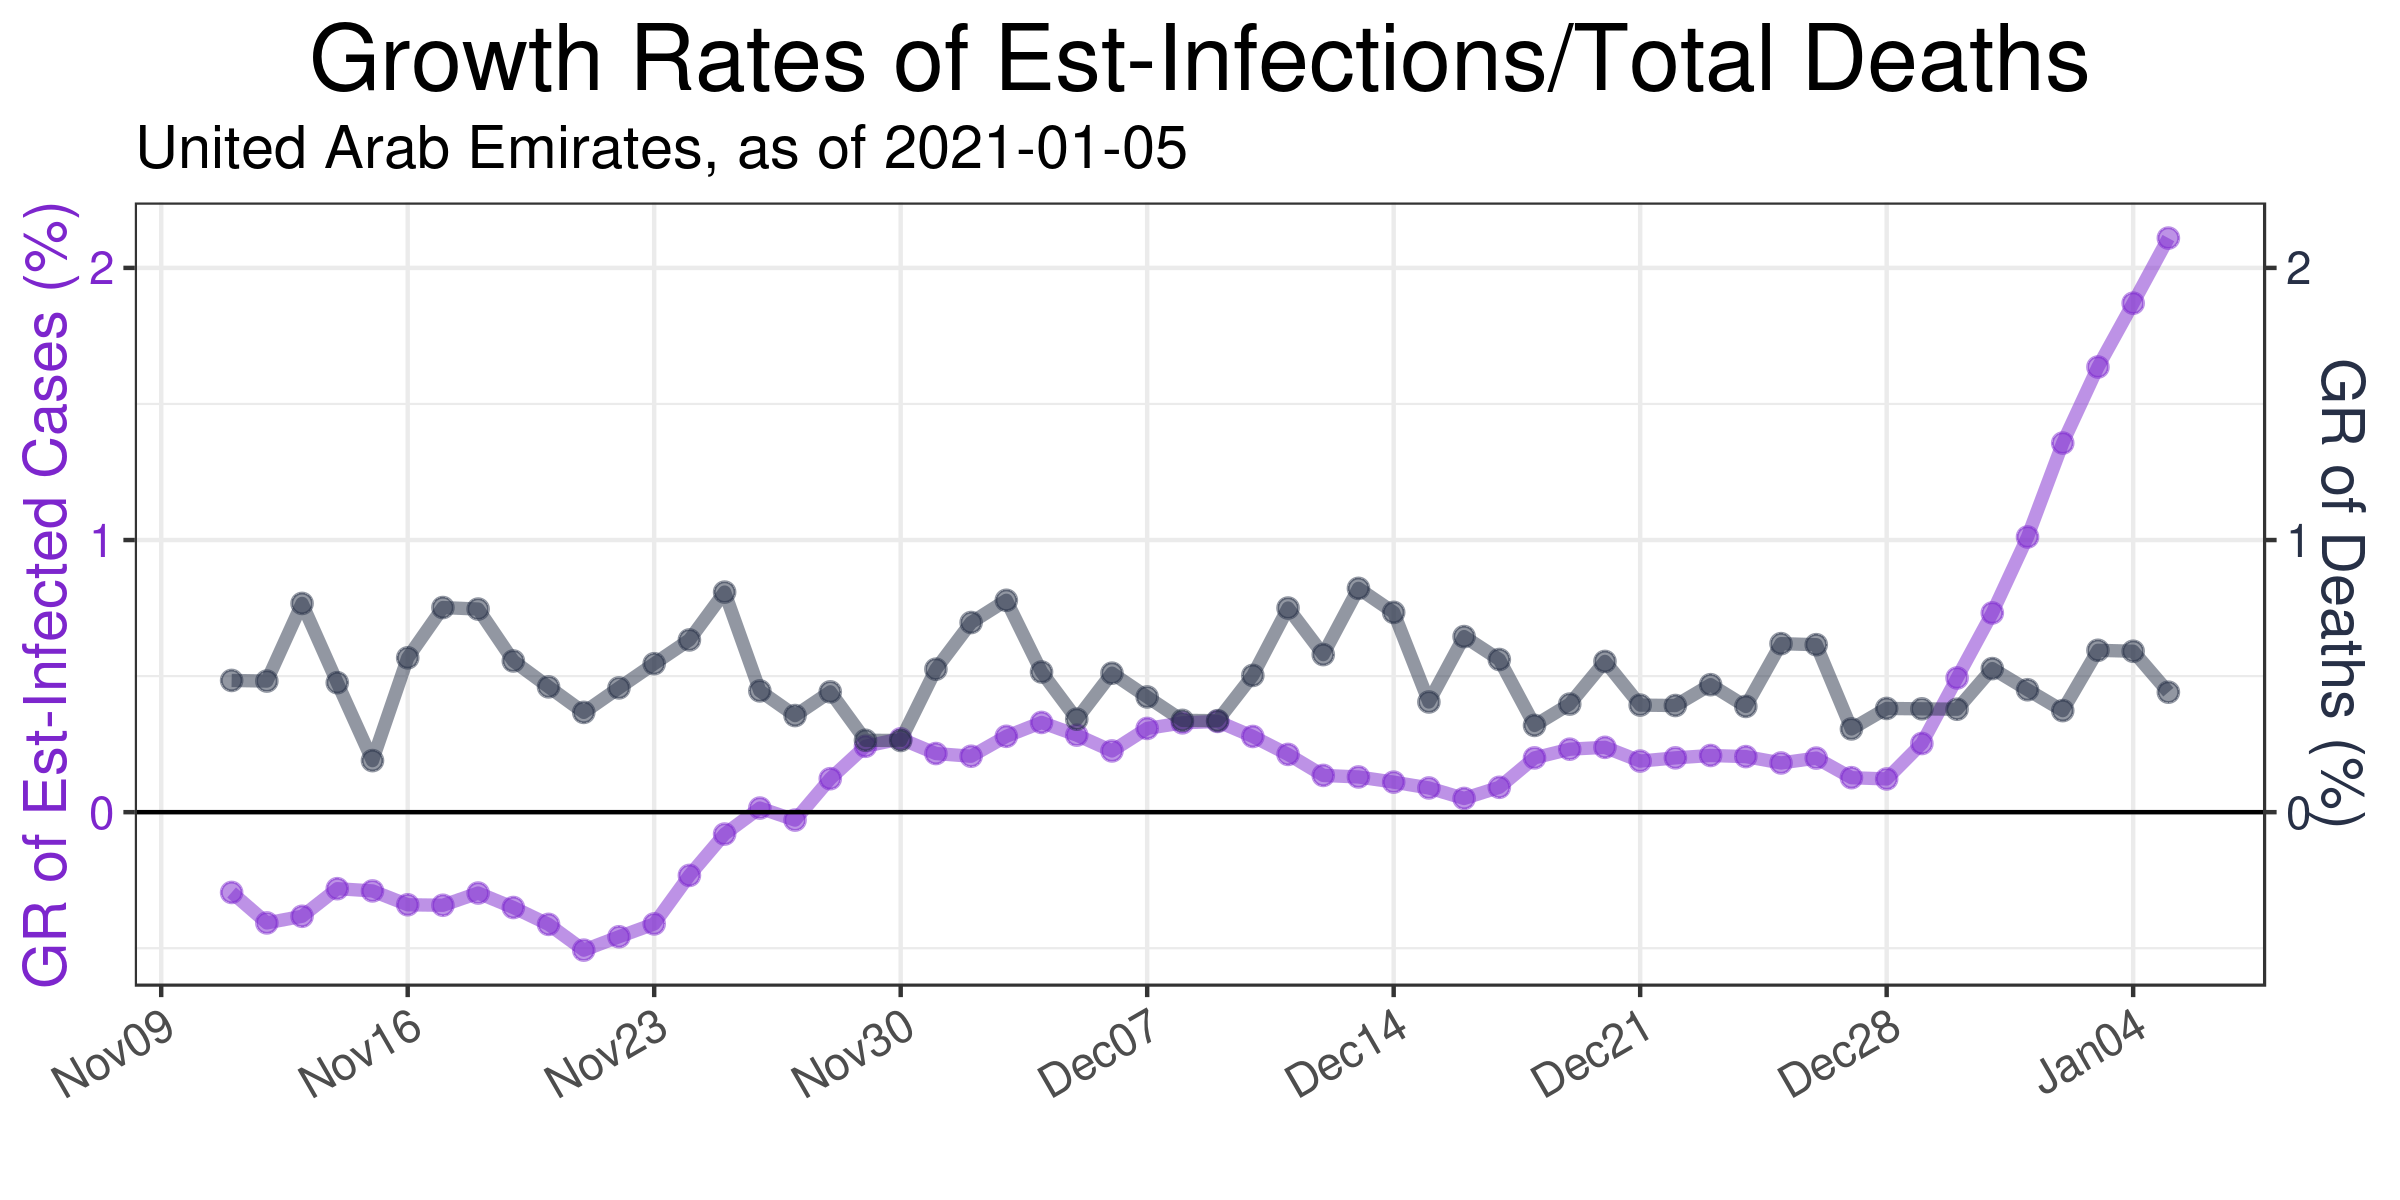 Growth Rates of Est-Infections/Total Deaths
United Arab Emirates, as of 2021-01-05
GR of Est-Infected Cases (%)
2
1
0
2
1
0
GR of Deaths (%)
Nov09
Nov16
Nov23
Nov30
Dec07
Dec14
Dec21
Dec28
Jan04